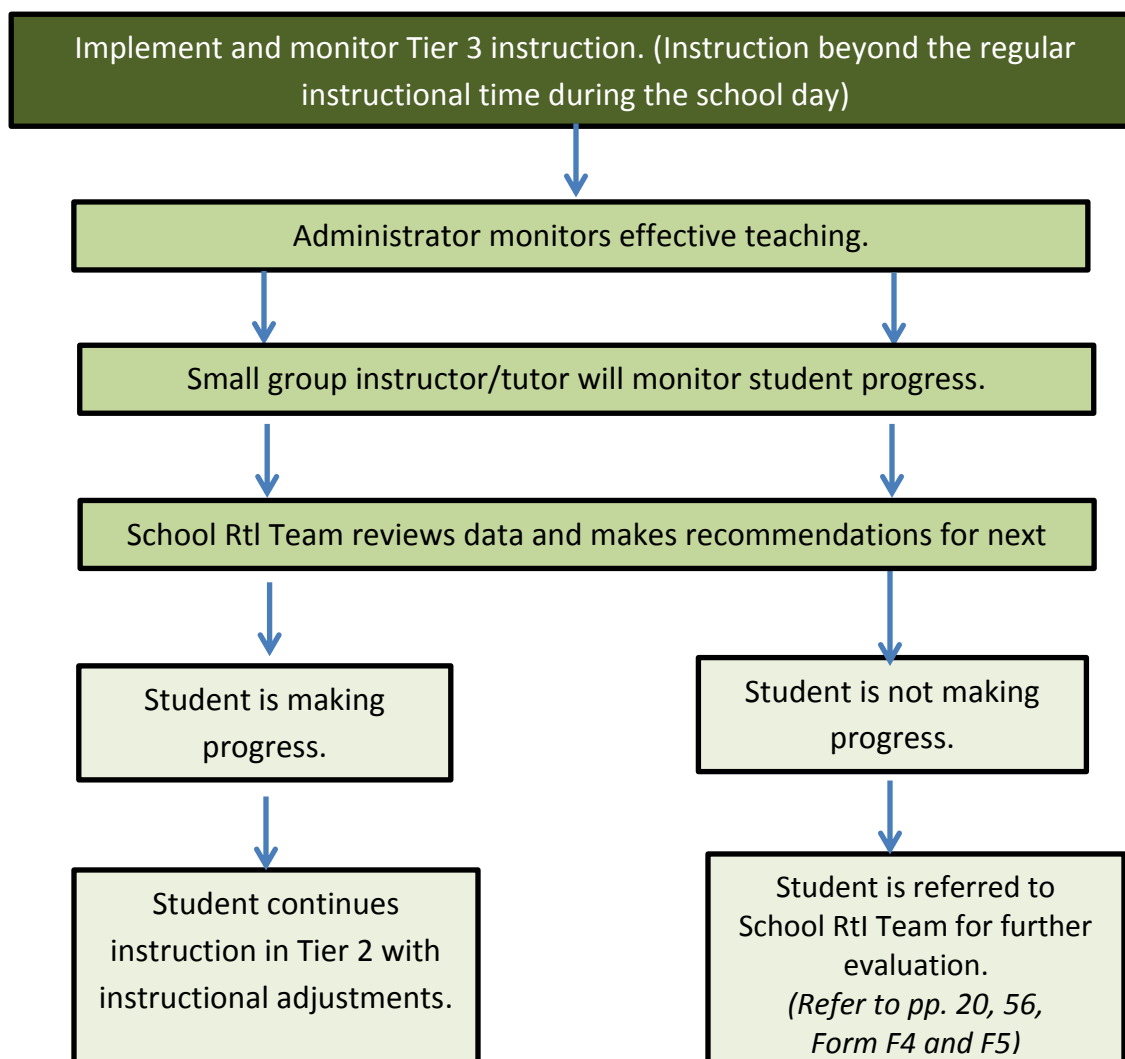 Implement and monitor Tier 3 instruction. (Instruction beyond the regular
instructional time during the school day)
Administrator monitors effective teaching.
Small group instructor/tutor will monitor student progress.
School RtI Team reviews data and makes recommendations for next
Student is making
progress.
Student is not making
progress.
Student continues
instruction in Tier 2 with
instructional adjustments.
Student is referred to
School RtI Team for further
evaluation.
(Refer to pp. 20, 56,
Form F4 and F5)